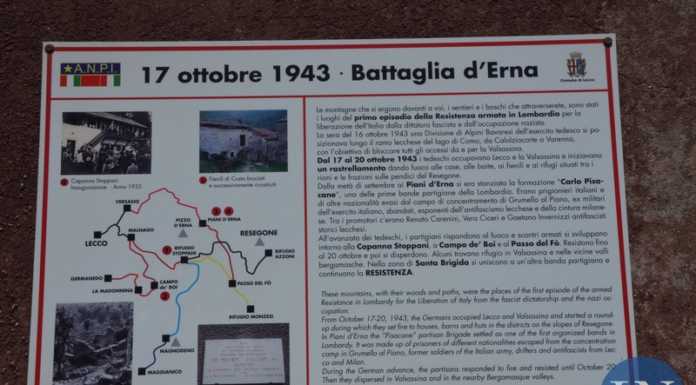 A.N.P.I.
17 ottobre 1943 · Battaglia d'Erna
Comune di Lecco
Capanna Stoppani
Inaugurazione - Anno 1925
Fienili di Costa bruciati
e successivamente ricostruiti
VERSASIO
LECCO
MALNAGO
PIZZO
D'ERNA
PIANI D'ERNA
RESEGONE
RIFUGIO
STOPPANI
RIFUGIO
AZZONI
GERMANEDO
LA MADONNINA
CAMPO
de' BOI
PASSO DEL FÒ
RIFUGIO MONZESI
MAGNODENO
MAGGIANICO
Le montagne che si ergono davanti a voi, i sentieri e i boschi che attraverserete, sono stati
i luoghi del primo episodio della Resistenza armata in Lombardia per la
liberazione dell'Italia dalla dittatura fascista e dall'occupazione nazista.
La sera del 16 ottobre 1943 una Divisione di Alpini Bavaresi dell'esercito tedesco si po-
sizionava lungo il ramo lecchese del lago di Como, da Calolziocorte a Varenna,
con l'obiettivo di bloccare tutti gli accessi da e per la Valsassina.
Dal 17 al 20 ottobre 1943 i tedeschi occupavano Lecco e la Valsassina e iniziavano
un rastrellamento dando fuoco alle case, alle baite, ai fienili e ai rifugi situati tra i
rioni e le frazioni sulle pendici del Resegone.
Dalla metà di settembre ai Piani d'Erna si era stanziata la formazione "Carlo Pisa-
cane", una delle prime bande partigiane della Lombardia. Erano prigionieri italiani e
di altre nazionalità evasi dal campo di concentramento di Grumello al Piano, ex militari
dell'esercito italiano, sbandati, esponenti dell'antifascismo lecchese e della cintura milane-
se. Tra i promotori c'erano Renato Carenini, Vera Ciceri e Gaetano Invernizzi antifascisti
storici lecchesi.
All'avanzata dei tedeschi, i partigiani rispondono al fuoco e scontri armati si sviluppano
intorno alla Capanna Stoppani, a Campo de' Boi e al Passo del Fò. Resistono fino
al 20 ottobre e poi si disperdono. Alcuni trovano rifugio in Valsassina e nelle vicine valli
bergamasche. Nella zona di Santa Brigida si uniscono a un'altra banda partigiana e
continuano la RESISTENZA.
These mountains, with their woods and paths, were the places of the first episode of the armed
Resistance in Lombardy for the liberation of Italy from the fascist dictatorship and the nazi oc-
cupation.
From October 17-20, 1943, the Germans occupied Lecco and Valsassina and started a round-
up during which they set fire to houses, barns and huts in the districts on the slopes of Resegone.
In Piani d'Erna the "Pisacane" partisan Brigade settled as one of the first organized bands in
Lombardy. It was made up of prisoners of different nationalities escaped from the concentration
camp in Grumello al Piano, former soldiers of the Italian army, drifters and antifascists from Lec-
co and Milan.
During the German advance, the partisans responded to fire and resisted until October 20.
Then they dispersed in Valsassina and in the nearby Bergamasque valleys.